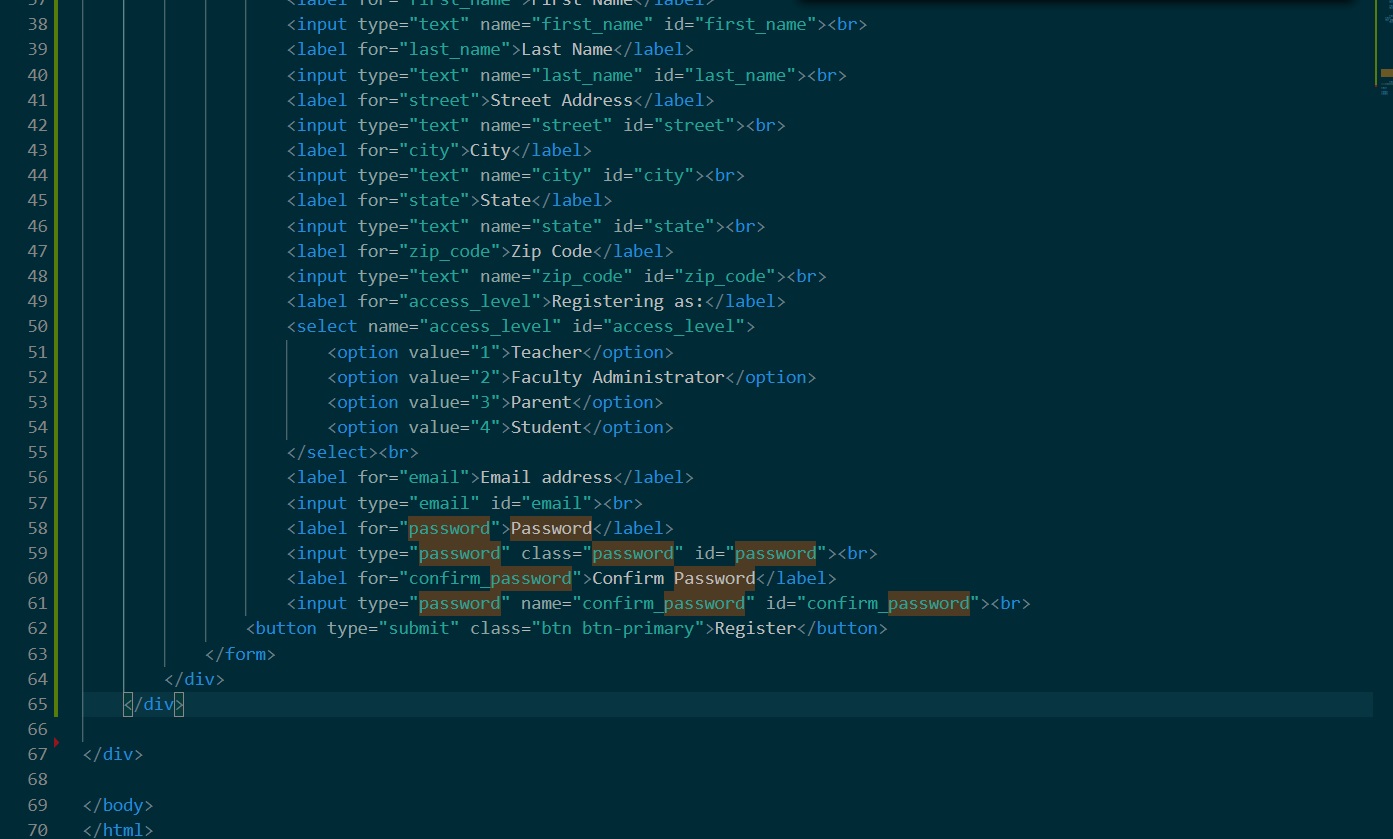 37 <label for="first_name">First Name</label>
38 <input type="text" name="first_name" id="first_name"><br>
39 <label for="last_name">Last Name</label>
40 <input type="text" name="last_name" id="last_name"><br>
41 <label for="street">Street Address</label>
42 <input type="text" name="street" id="street"><br>
43 <label for="city">City</label>
44 <input type="text" name="city" id="city"><br>
45 <label for="state">State</label>
46 <input type="text" name="state" id="state"><br>
47 <label for="zip_code">Zip Code</label>
48 <input type="text" name="zip_code" id="zip_code"><br>
49 <label for="access_level">Registering as:</label>
50 <select name="access_level" id="access_level">
51 <option value="1">Teacher</option>
52 <option value="2">Faculty Administrator</option>
53 <option value="3">Parent</option>
54 <option value="4">Student</option>
55 </select><br>
56 <label for="email">Email address</label>
57 <input type="email" id="email"><br>
58 <label for="password">Password</label>
59 <input type="password" class="password" id="password"><br>
60 <label for="confirm_password">Confirm Password</label>
61 <input type="password" name="confirm_password" id="confirm_password"><br>
62 <button type="submit" class="btn btn-primary">Register</button>
63 </form>
64 </div>
65 </div>
66
67 </div>
68
69 </body>
70 </html>